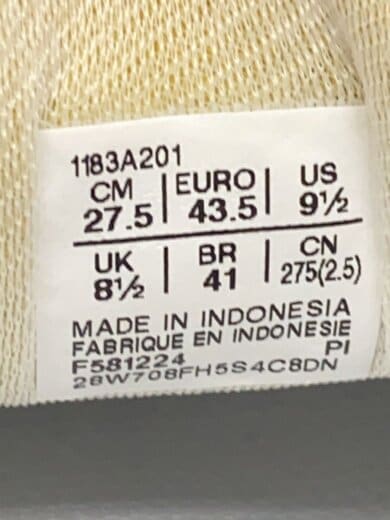 1183A201
CM | EURO | US
27.5 | 43.5 | 9½
UK | BR | CN
8½ | 41 | 275(2.5)
MADE IN INDONESIA
FABRIQUE EN INDONESIE
F581224 PI
28W708FH5S4C8DN